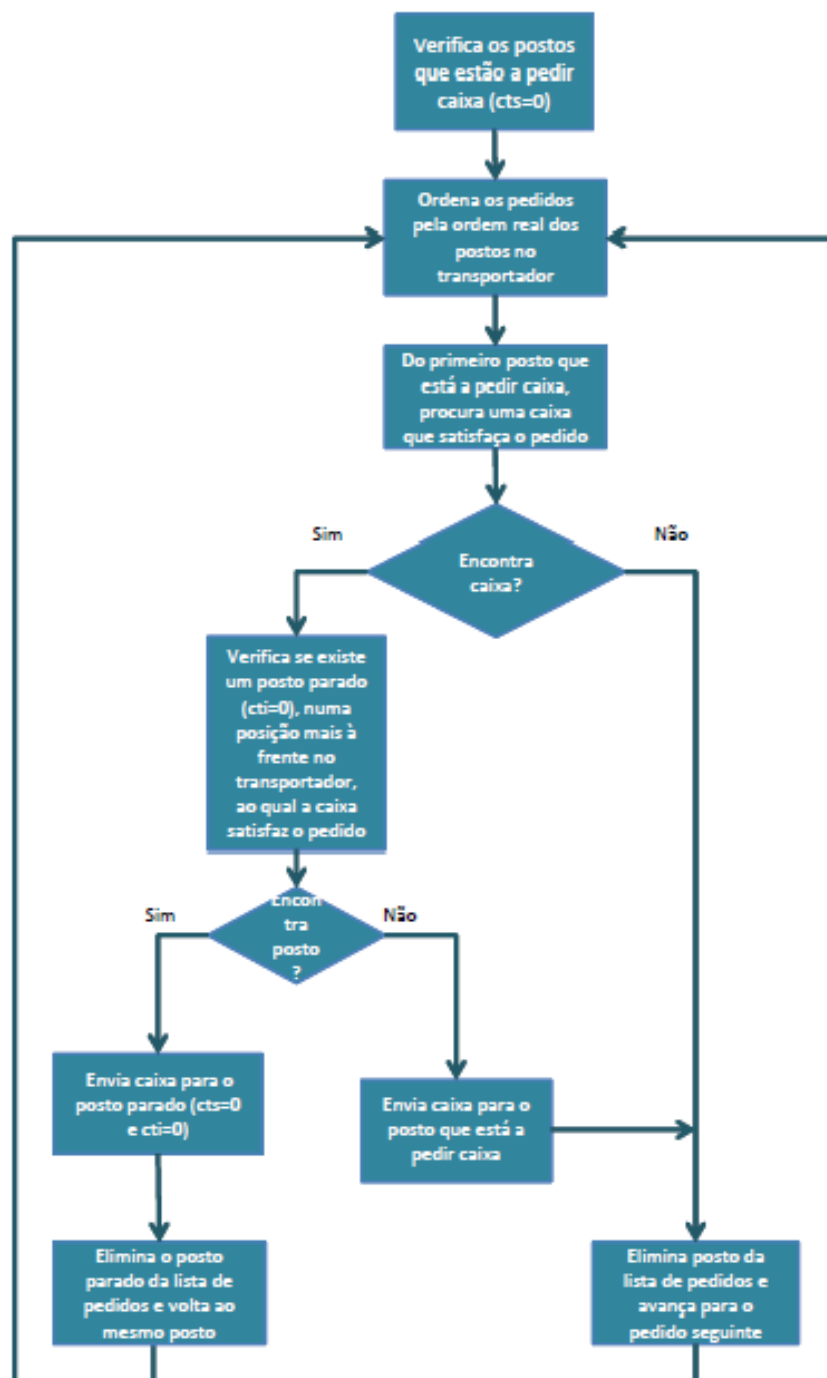 Verifica os postos
que estão a pedir
caixa (cts=0)
Ordena os pedidos
pela ordem real dos
postos no
transportador
Do primeiro posto que
está a pedir caixa,
procura uma caixa
que satisfaça o pedido
Sim
Não
Encontra
caixa?
Verifica se existe
um posto parado
(cti=0), numa
posição mais à
frente no
transportador,
ao qual a caixa
satisfaz o pedido
Sim
Não
Encon
tra
posto
?
Envia caixa para o
posto parado (cts=0
e cti=0)
Envia caixa para o
posto que está a
pedir caixa
Elimina o posto
parado da lista de
pedidos e volta ao
mesmo posto
Elimina posto da
lista de pedidos e
avança para o
pedido seguinte